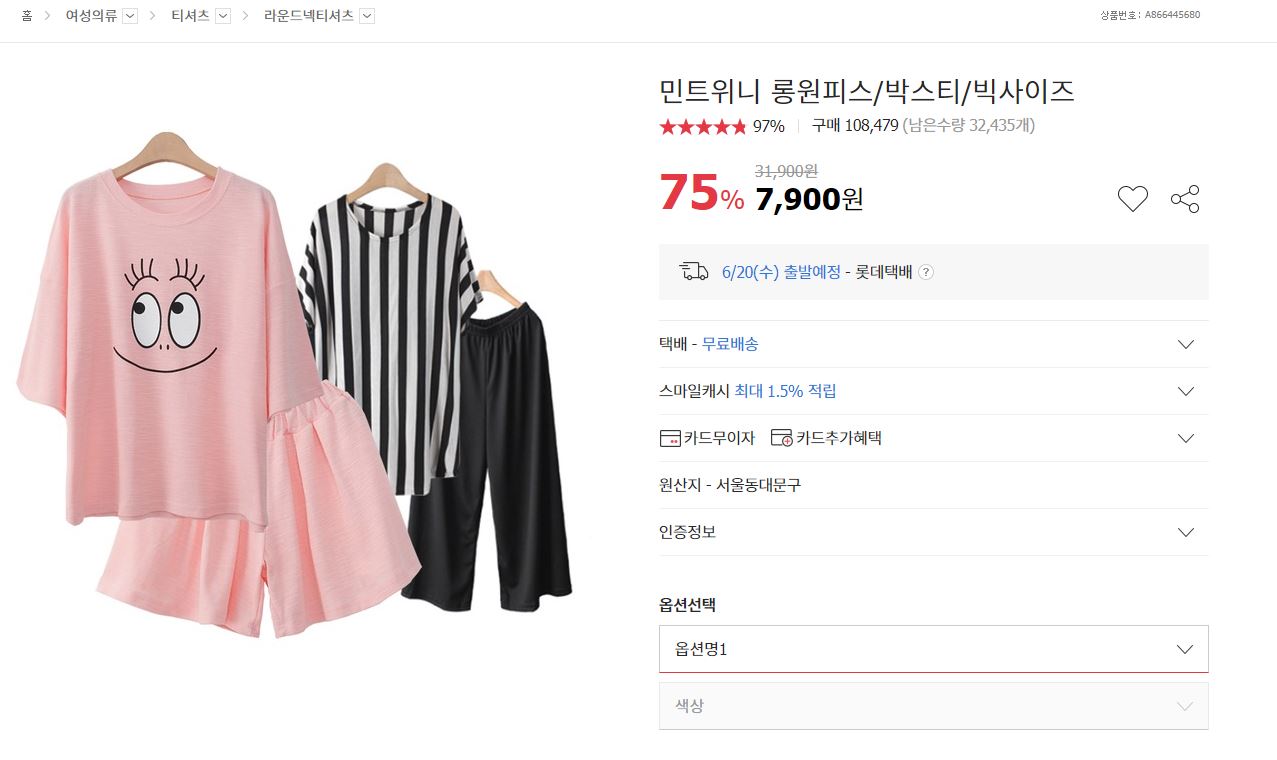 홈 > 여성의류 > 티셔츠 > 라운드넥티셔츠
상품번호: A866445680
민트위니 롱원피스/박스티/빅사이즈
97% 구매 108,479 (남은수량 32,435개)
75% 31,900원
7,900원
6/20(수) 출발예정 - 롯데택배 ?
택배 - 무료배송
스마일캐시 최대 1.5% 적립
카드무이자 카드추가혜택
원산지 - 서울동대문구
인증정보
옵션선택
옵션명1
색상